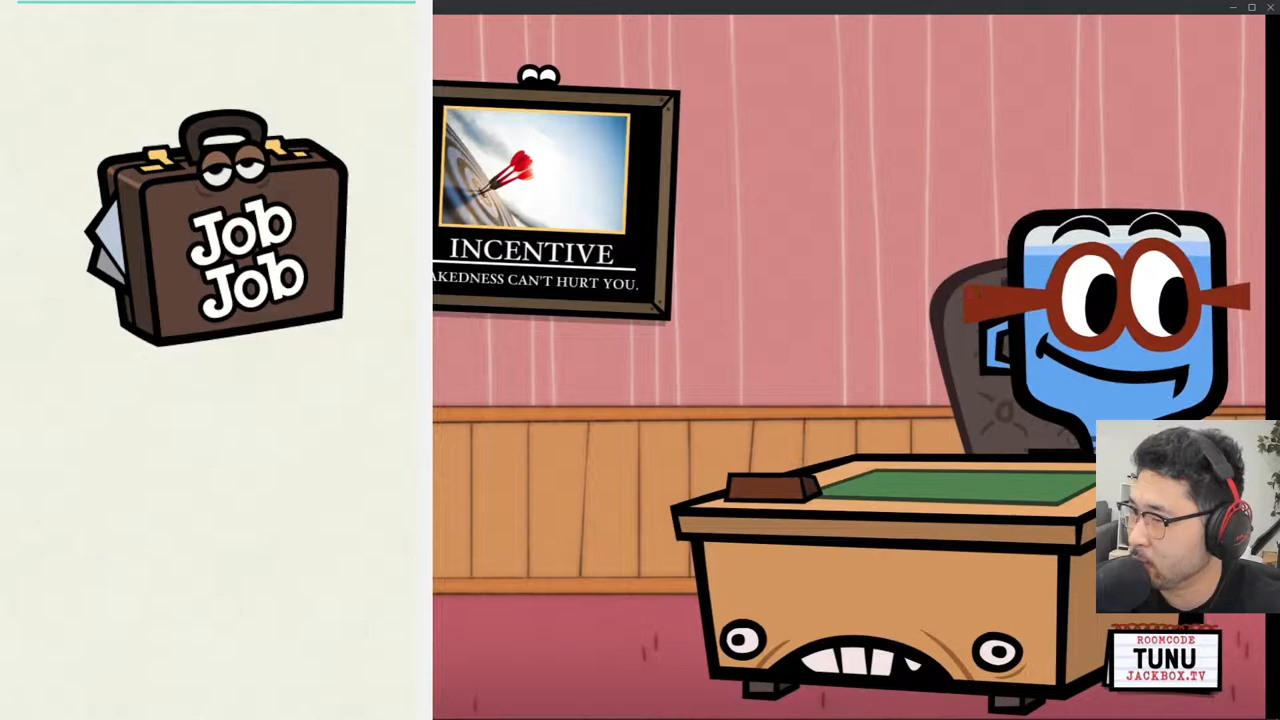 Job
Job
INCENTIVE
AKEDNESS CAN'T HURT YOU.
ROOMCODE
TUNU
JACKBOX.TV